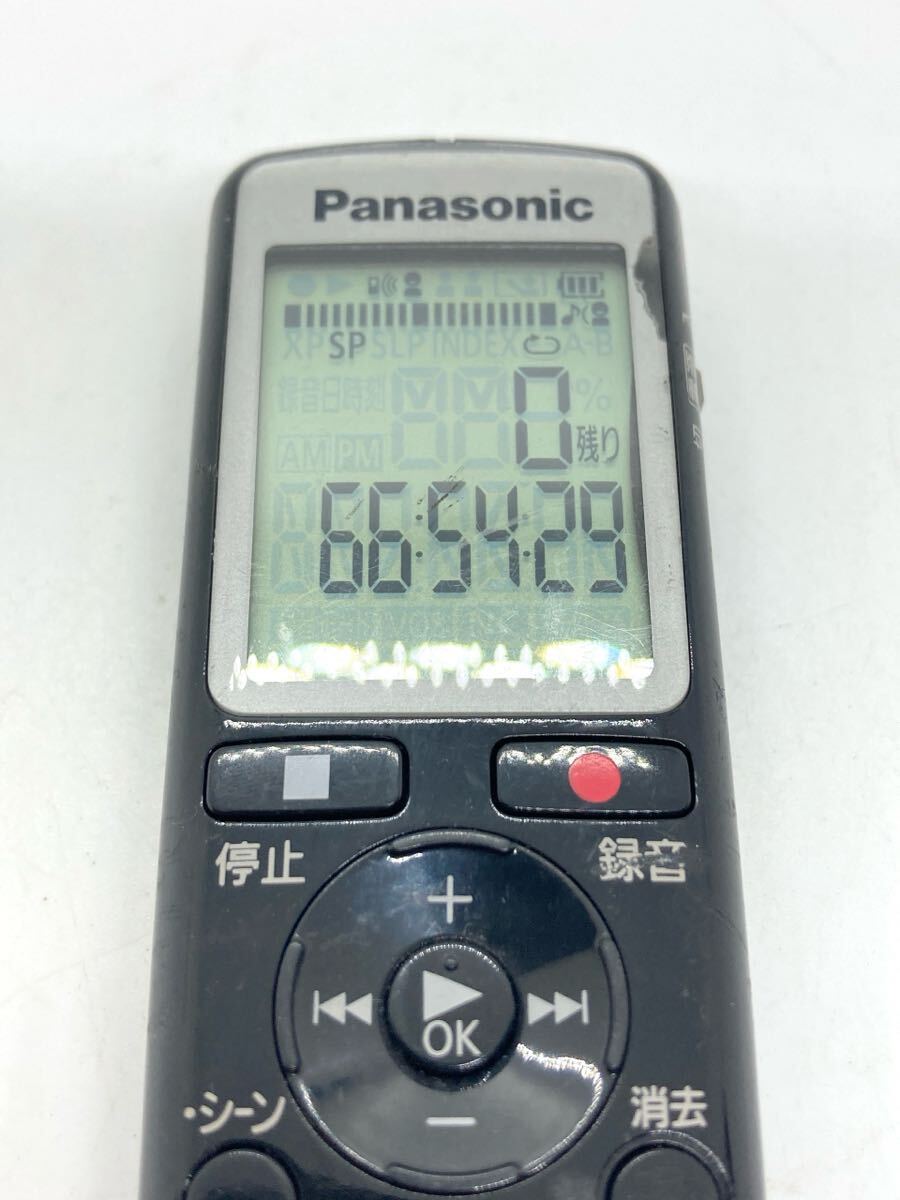 Panasonic
XP SP SLP INDEX A-B
録音日時刻 0 %
AM PM 残り
66:54:29
停止 録音
+
OK
−
・シーン 消去